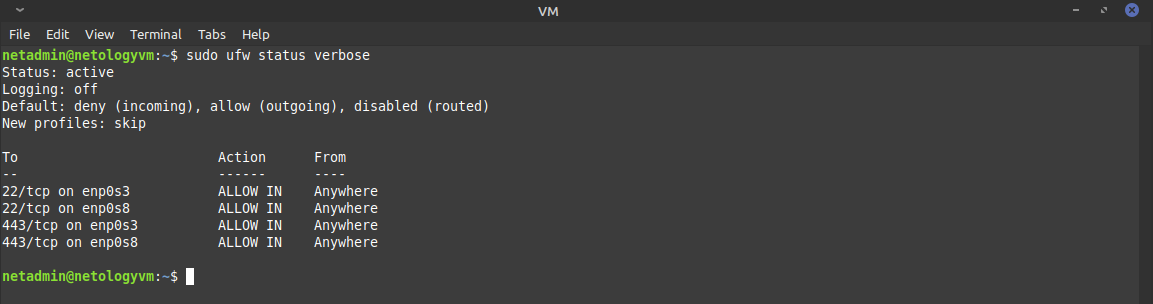 VM
File Edit View Terminal Tabs Help
netadmin@netologyvm:~$ sudo ufw status verbose
Status: active
Logging: off
Default: deny (incoming), allow (outgoing), disabled (routed)
New profiles: skip
To                         Action      From
--                         ------      ----
22/tcp on enp0s3           ALLOW IN    Anywhere
22/tcp on enp0s8           ALLOW IN    Anywhere
443/tcp on enp0s3          ALLOW IN    Anywhere
443/tcp on enp0s8          ALLOW IN    Anywhere
netadmin@netologyvm:~$